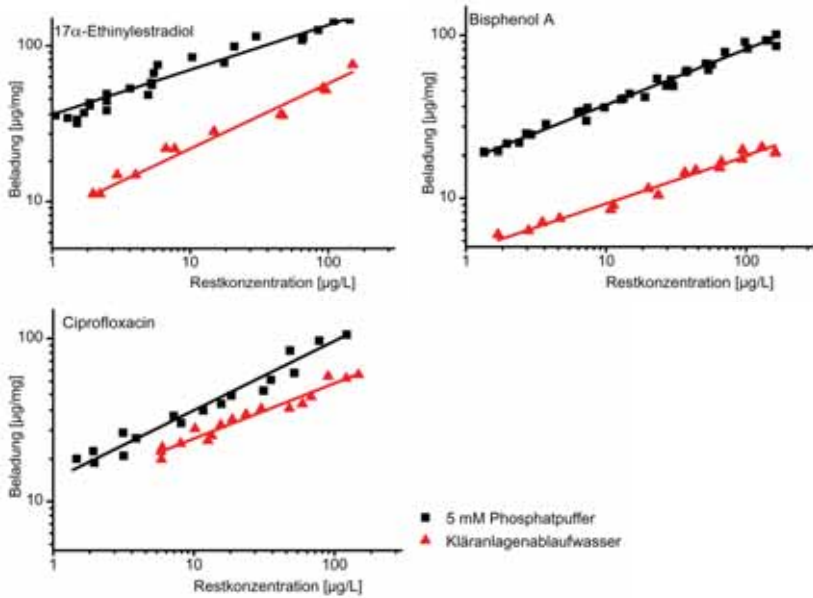 17α-Ethinylestradiol
100
10
Beladung [µg/mg]
1
10
100
Restkonzentration [µg/L]
Bisphenol A
100
10
Beladung [µg/mg]
1
10
100
Restkonzentration [µg/L]
Ciprofloxacin
100
10
Beladung [µg/mg]
1
10
100
Restkonzentration [µg/L]
5 mM Phosphatpuffer
Kläranlagenablaufwasser